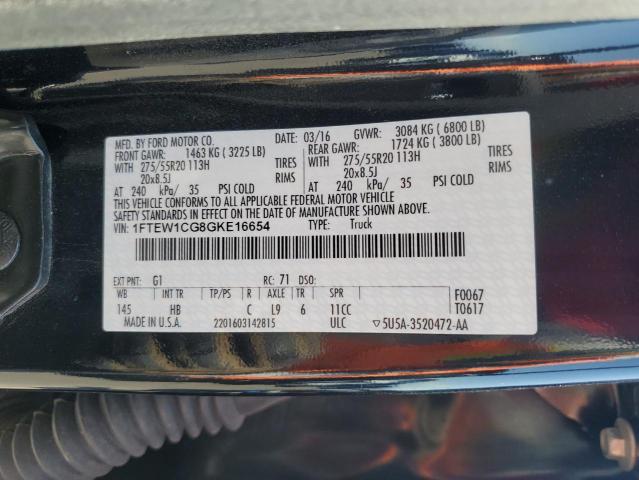 MFD. BY FORD MOTOR CO. DATE: 03/16 GVWR: 3084 KG ( 6800 LB)
FRONT GAWR: 1463 KG ( 3225 LB) REAR GAWR: 1724 KG ( 3800 LB)
WITH 275/55R20 113H TIRES WITH 275/55R20 113H TIRES
20x8.5J RIMS 20x8.5J RIMS
AT 240 kPa/ 35 PSI COLD AT 240 kPa/ 35 PSI COLD
THIS VEHICLE CONFORMS TO ALL APPLICABLE FEDERAL MOTOR VEHICLE
SAFETY STANDARDS IN EFFECT ON THE DATE OF MANUFACTURE SHOWN ABOVE.
VIN: 1FTEW1CG8GKE16654 TYPE: Truck
EXT PNT: G1 RC: 71 DSO:
WB INT TR TP/PS R AXLE TR SPR F0067
145 HB C L9 6 11CC T0617
MADE IN U.S.A. 2201603142815 ULC ▽5U5A-3520472-AA